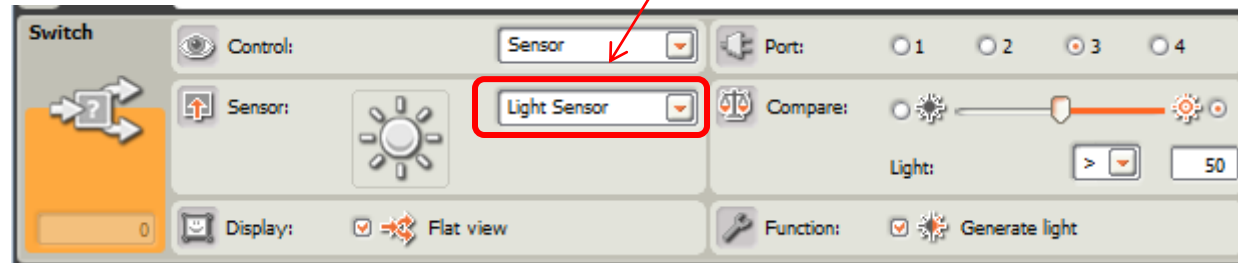 Switch
Control:
Sensor
Port:
1 2 3 4
Sensor:
Light Sensor
Compare:
Light:
> 50
0
Display:
Flat view
Function:
Generate light